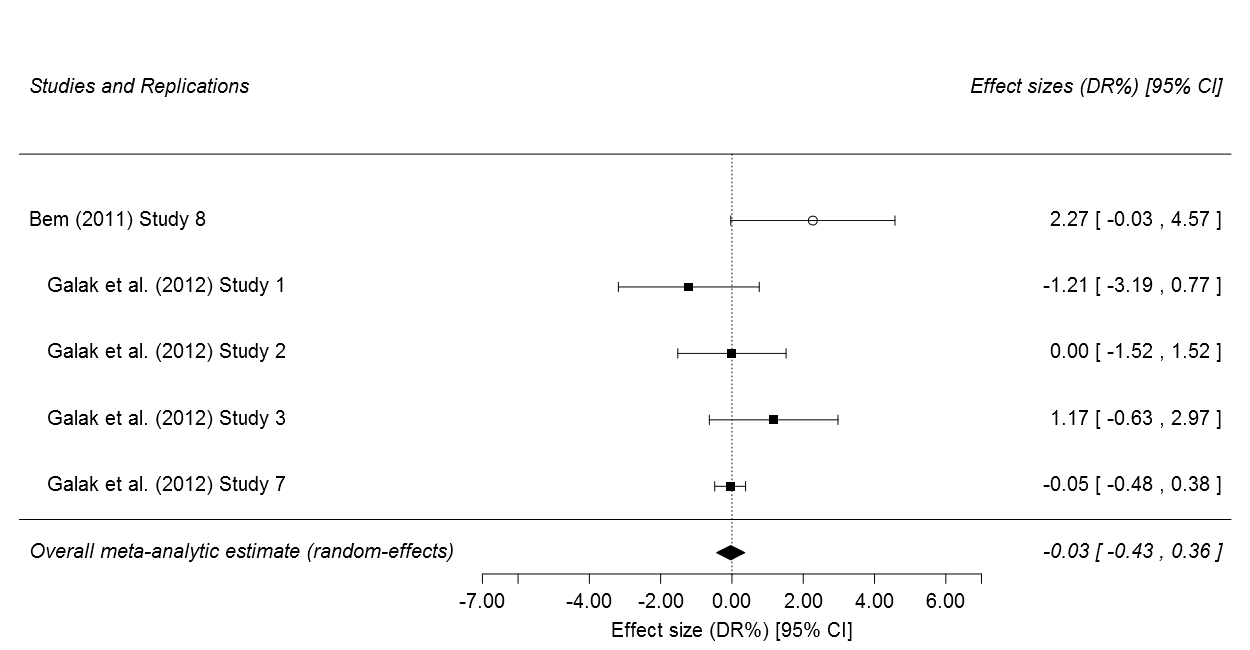 Studies and Replications Effect sizes (DR%) [95% CI]
Bem (2011) Study 8 2.27 [ -0.03 , 4.57 ]
Galak et al. (2012) Study 1 -1.21 [ -3.19 , 0.77 ]
Galak et al. (2012) Study 2 0.00 [ -1.52 , 1.52 ]
Galak et al. (2012) Study 3 1.17 [ -0.63 , 2.97 ]
Galak et al. (2012) Study 7 -0.05 [ -0.48 , 0.38 ]
Overall meta-analytic estimate (random-effects) -0.03 [ -0.43 , 0.36 ]
-7.00 -4.00 -2.00 0.00 2.00 4.00 6.00
Effect size (DR%) [95% CI]